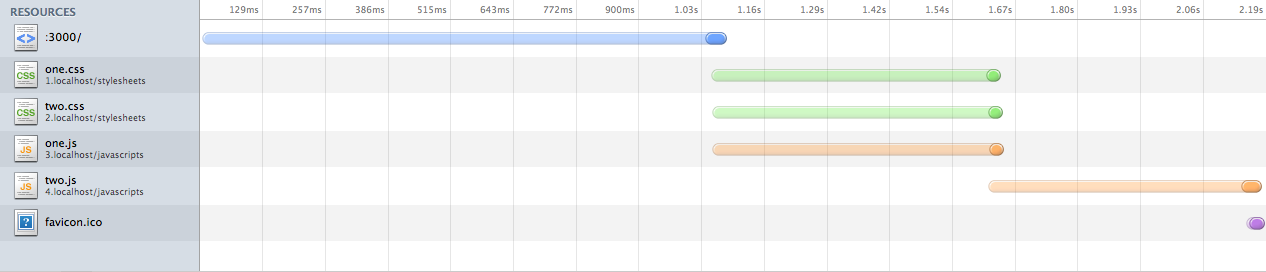 RESOURCES
129ms 257ms 386ms 515ms 643ms 772ms 900ms 1.03s 1.16s 1.29s 1.42s 1.54s 1.67s 1.80s 1.93s 2.06s 2.19s
<>
:3000/
CSS
one.css
1.localhost/stylesheets
CSS
two.css
2.localhost/stylesheets
JS
one.js
3.localhost/javascripts
JS
two.js
4.localhost/javascripts
?
favicon.ico